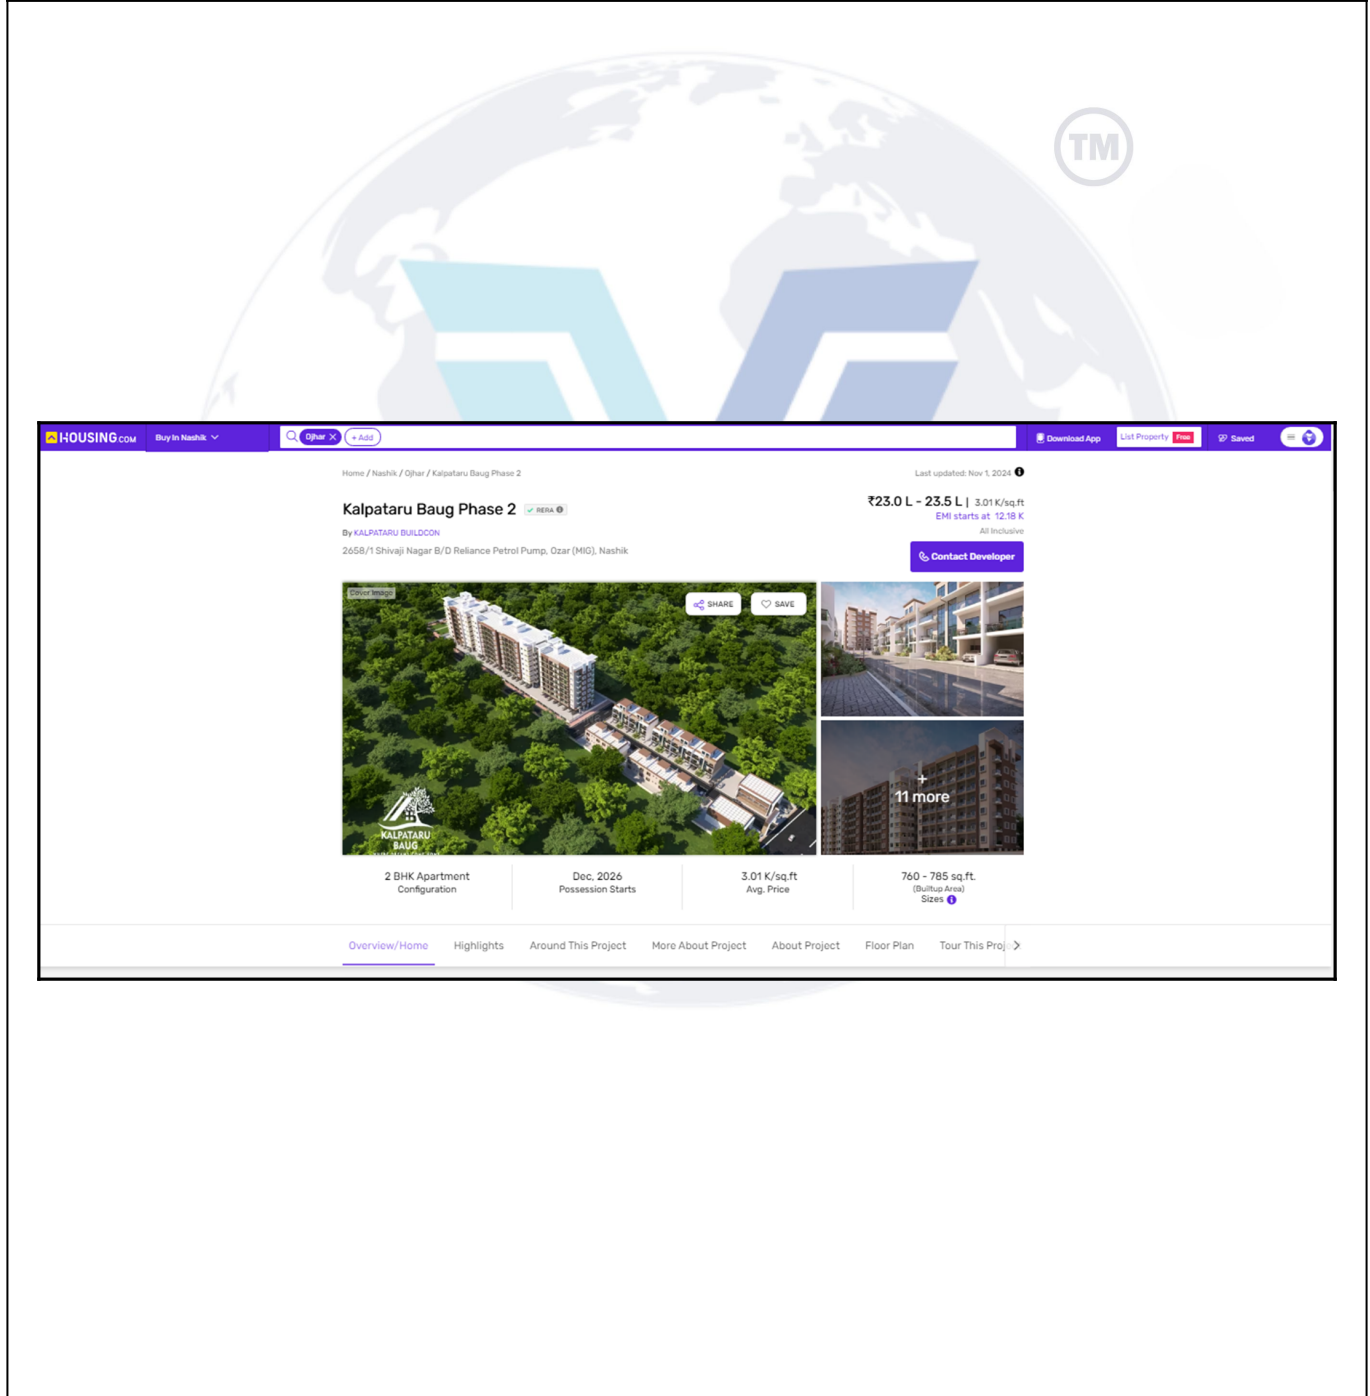 TM
HOUSING.COM Buy In Nashik Ojhar + Add Download App List Property Free Saved
Home / Nashik / Ojhar / Kalpataru Baug Phase 2 Last updated: Nov 1, 2024
Kalpataru Baug Phase 2 RERA ₹23.0 L - 23.5 L | 3.01 K/sq.ft
EMI starts at 12.18 K
By KALPATARU BUILDCON All Inclusive
2658/1 Shivaji Nagar B/D Reliance Petrol Pump, Ozar (MIG), Nashik
Contact Developer
Cover Image SHARE SAVE
+
11 more
KALPATARU
BAUG
2 BHK Apartment Dec, 2026 3.01 K/sq.ft 760 - 785 sq.ft.
Configuration Possession Starts Avg. Price (Builtup Area)
Sizes
Overview/Home Highlights Around This Project More About Project About Project Floor Plan Tour This Proj